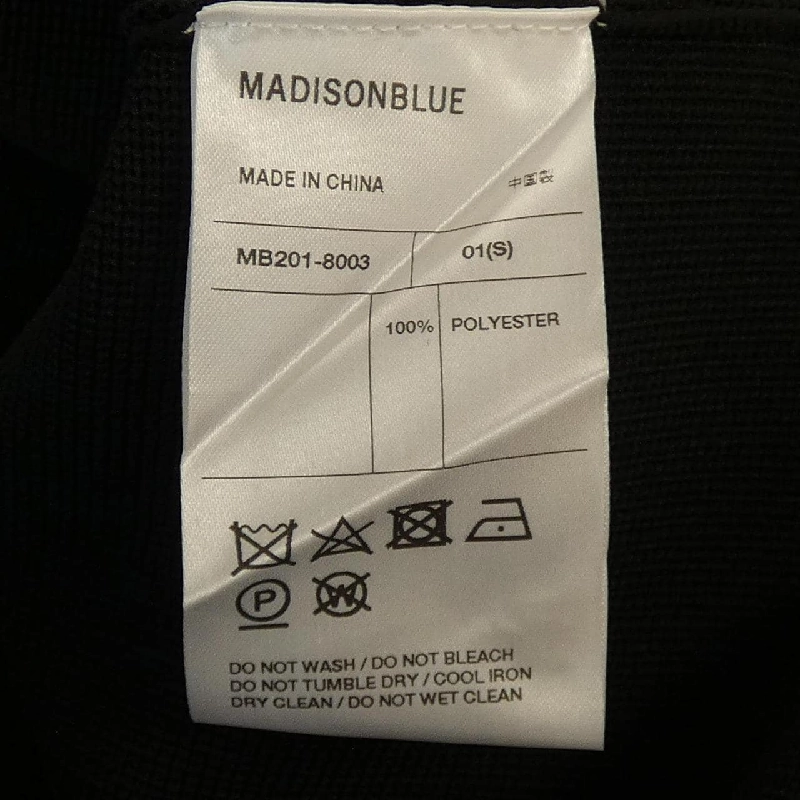 MADISONBLUE
MADE IN CHINA
MB201-8003 01(S)
100% POLYESTER
P
W
DO NOT WASH / DO NOT BLEACH
DO NOT TUMBLE DRY / COOL IRON
DRY CLEAN / DO NOT WET CLEAN